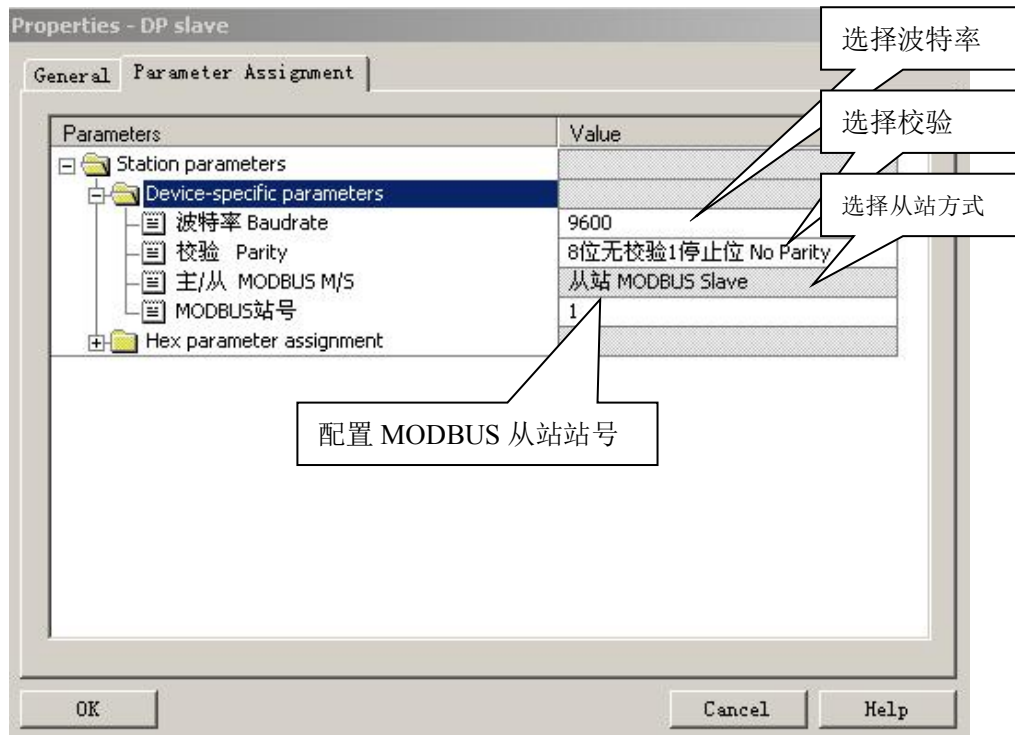 Properties - DP slave
选择波特率
General Parameter Assignment
选择校验
Parameters Value
Station parameters
Device-specific parameters
选择从站方式
波特率 Baudrate 9600
校验 Parity 8位无校验1停止位 No Parity
主/从 MODBUS M/S 从站 MODBUS Slave
MODBUS站号 1
Hex parameter assignment
配置 MODBUS 从站站号
OK Cancel Help